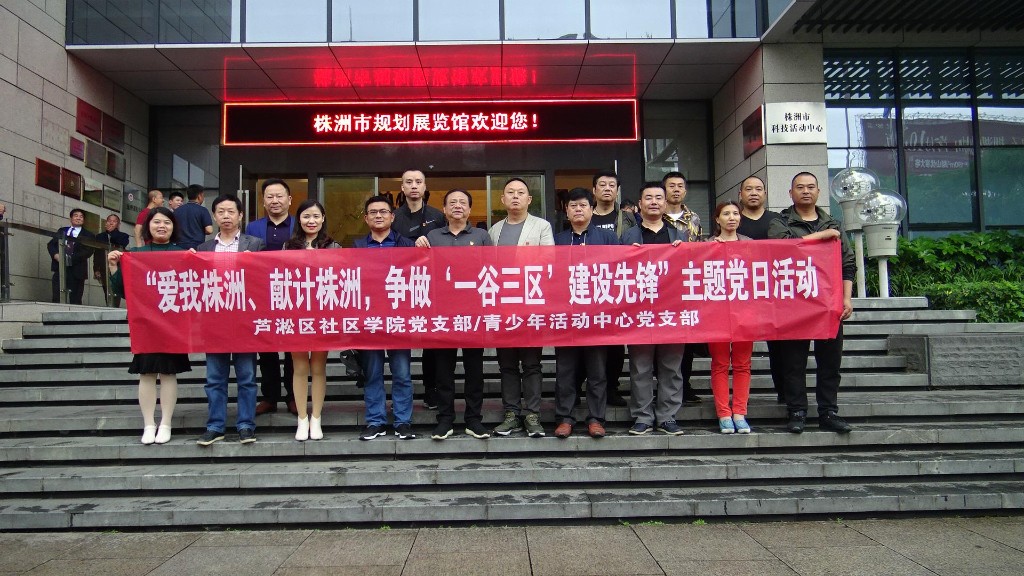 株洲市规划展览馆欢迎您！
株洲市
科技活动中心
“爱我株洲、献计株洲，争做‘一谷三区’建设先锋”主题党日活动
芦淞区社区学院党支部/青少年活动中心党支部